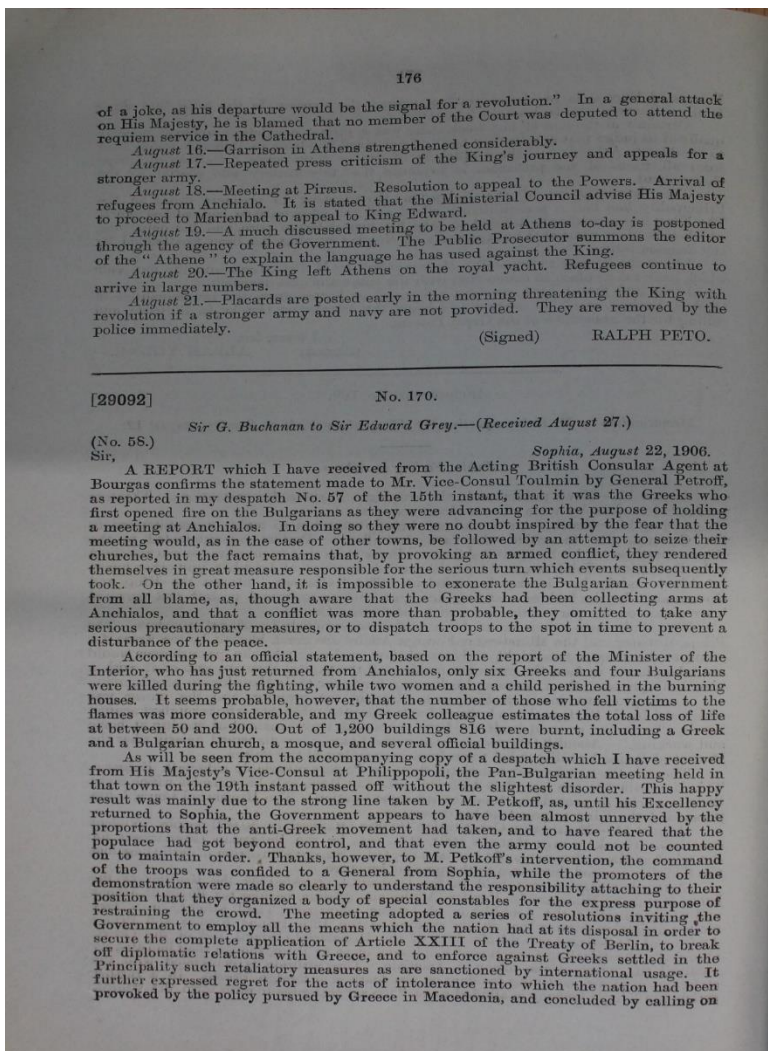 176
of a joke, as his departure would be the signal for a revolution." In a general attack
on His Majesty, he is blamed that no member of the Court was deputed to attend the
requiem service in the Cathedral.
August 16.—Garrison in Athens strengthened considerably.
August 17.—Repeated press criticism of the King's journey and appeals for a
stronger army.
August 18.—Meeting at Piræus. Resolution to appeal to the Powers. Arrival of
refugees from Anchialo. It is stated that the Ministerial Council advise His Majesty
to proceed to Marienbad to appeal to King Edward.
August 19.—A much discussed meeting to be held at Athens to-day is postponed
through the agency of the Government. The Public Prosecutor summons the editor
of the "Athene" to explain the language he has used against the King.
August 20.—The King left Athens on the royal yacht. Refugees continue to
arrive in large numbers.
August 21.—Placards are posted early in the morning threatening the King with
revolution if a stronger army and navy are not provided. They are removed by the
police immediately.
(Signed) RALPH PETO.
[29092] No. 170.
Sir G. Buchanan to Sir Edward Grey.—(Received August 27.)
(No. 58.)
Sir, Sophia, August 22, 1906.
A REPORT which I have received from the Acting British Consular Agent at
Bourgas confirms the statement made to Mr. Vice-Consul Toulmin by General Petroff,
as reported in my despatch No. 57 of the 15th instant, that it was the Greeks who
first opened fire on the Bulgarians as they were advancing for the purpose of holding
a meeting at Anchialos. In doing so they were no doubt inspired by the fear that the
meeting would, as in the case of other towns, be followed by an attempt to seize their
churches, but the fact remains that, by provoking an armed conflict, they rendered
themselves in great measure responsible for the serious turn which events subsequently
took. On the other hand, it is impossible to exonerate the Bulgarian Government
from all blame, as, though aware that the Greeks had been collecting arms at
Anchialos, and that a conflict was more than probable, they omitted to take any
serious precautionary measures, or to dispatch troops to the spot in time to prevent a
disturbance of the peace.
According to an official statement, based on the report of the Minister of the
Interior, who has just returned from Anchialos, only six Greeks and four Bulgarians
were killed during the fighting, while two women and a child perished in the burning
houses. It seems probable, however, that the number of those who fell victims to the
flames was more considerable, and my Greek colleague estimates the total loss of life
at between 50 and 200. Out of 1,200 buildings 816 were burnt, including a Greek
and a Bulgarian church, a mosque, and several official buildings.
As will be seen from the accompanying copy of a despatch which I have received
from His Majesty's Vice-Consul at Philippopoli, the Pan-Bulgarian meeting held in
that town on the 19th instant passed off without the slightest disorder. This happy
result was mainly due to the strong line taken by M. Petkoff, as, until his Excellency
returned to Sophia, the Government appears to have been almost unnerved by the
proportions that the anti-Greek movement had taken, and to have feared that the
populace had got beyond control, and that even the army could not be counted
on to maintain order. Thanks, however, to M. Petkoff's intervention, the command
of the troops was confided to a General from Sophia, while the promoters of the
demonstration were made so clearly to understand the responsibility attaching to their
position that they organized a body of special constables for the express purpose of
restraining the crowd. The meeting adopted a series of resolutions inviting the
Government to employ all the means which the nation had at its disposal in order to
secure the complete application of Article XXIII of the Treaty of Berlin, to break
off diplomatic relations with Greece, and to enforce against Greeks settled in the
Principality such retaliatory measures as are sanctioned by international usage. It
further expressed regret for the acts of intolerance into which the nation had been
provoked by the policy pursued by Greece in Macedonia, and concluded by calling on